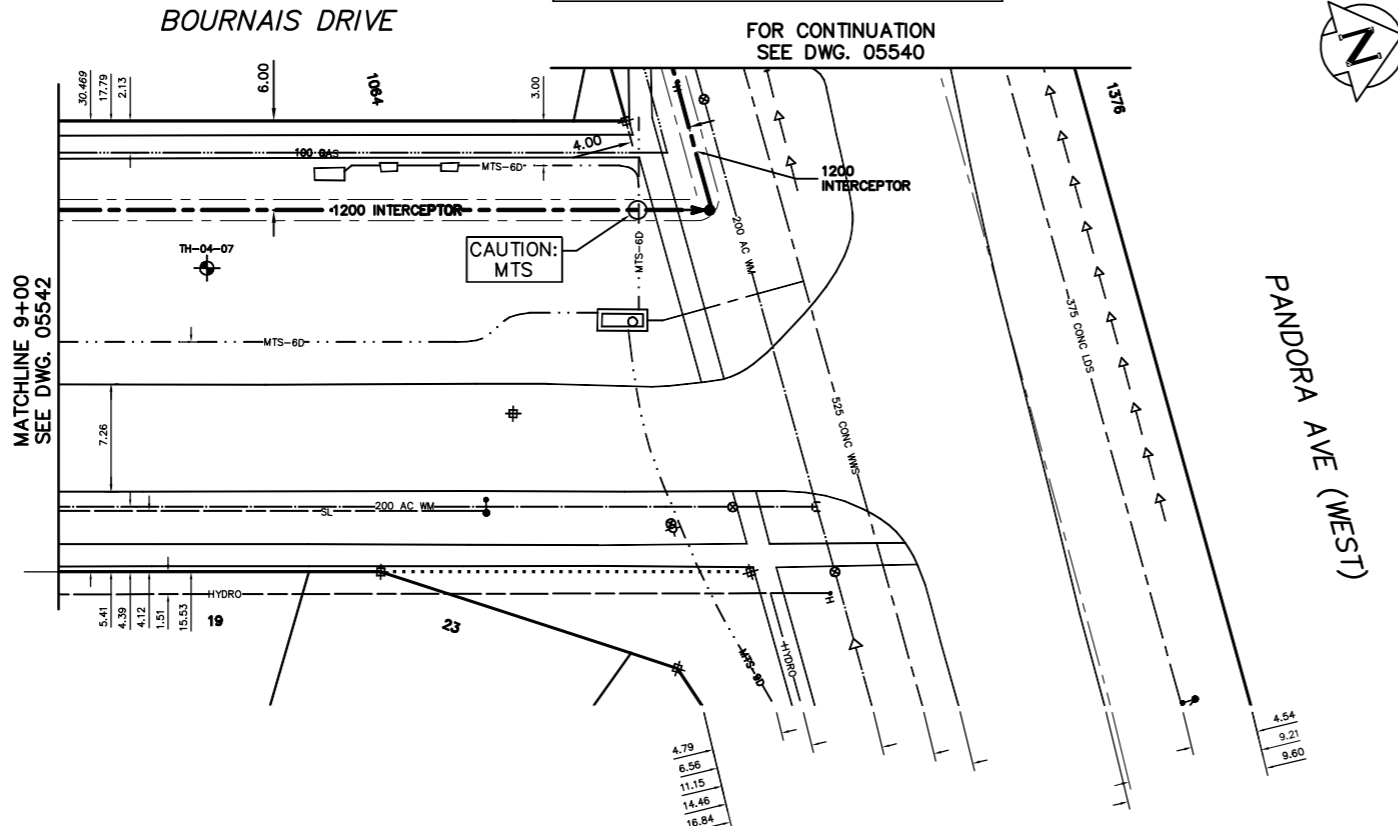 BOURNAIS DRIVE
FOR CONTINUATION
SEE DWG. 05540
N
30.469
17.79
2.13
6.00
1064
3.00
1376
4.00
100 GAS
MTS-6D
1200
INTERCEPTOR
1200 INTERCEPTOR
200 AC WM
TH-04-07
CAUTION:
MTS
MTS-6D
MATCHLINE 9+00
SEE DWG. 05542
MTS-6D
375 CONC LDS
PANDORA AVE (WEST)
7.26
525 CONC WWS
200 AC WM
SL
HYDRO
H
H
5.41
4.39
4.12
1.51
15.53
19
23
MTS-9D
HYDRO
4.79
6.56
11.15
14.46
16.84
4.54
9.21
9.60